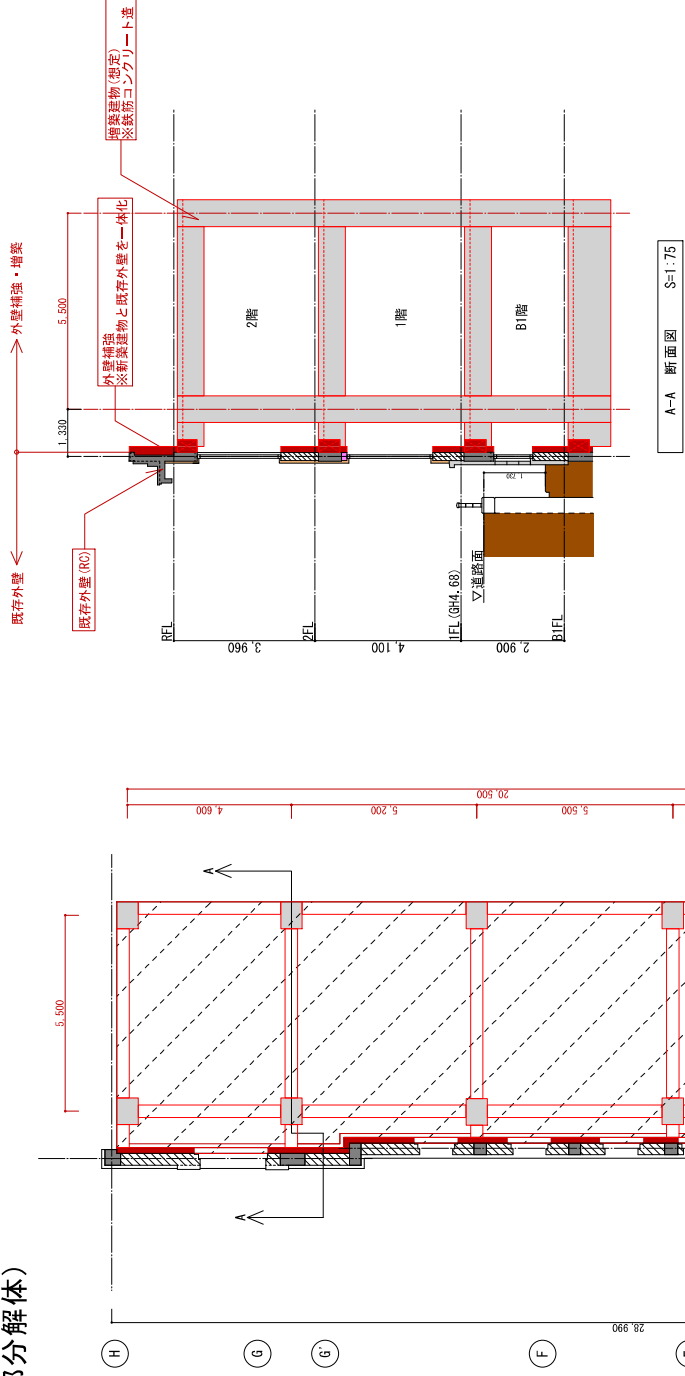 部分解体)
既存外壁
外壁補強・増築
1,330
5,500
増築建物(想定)
※鉄筋コンクリート造
外壁補強
※新築建物と既存外壁を一体化
既存外壁(RC)
RFL
2FL
1FL(GH4.68)
▽道路面
B1FL
3,960
4,100
2,900
1,730
2階
1階
B1階
A-A 断面図 S=1:75
5,500
4,600
5,200
5,500
20,500
A
A
28,990
H
G
G'
F